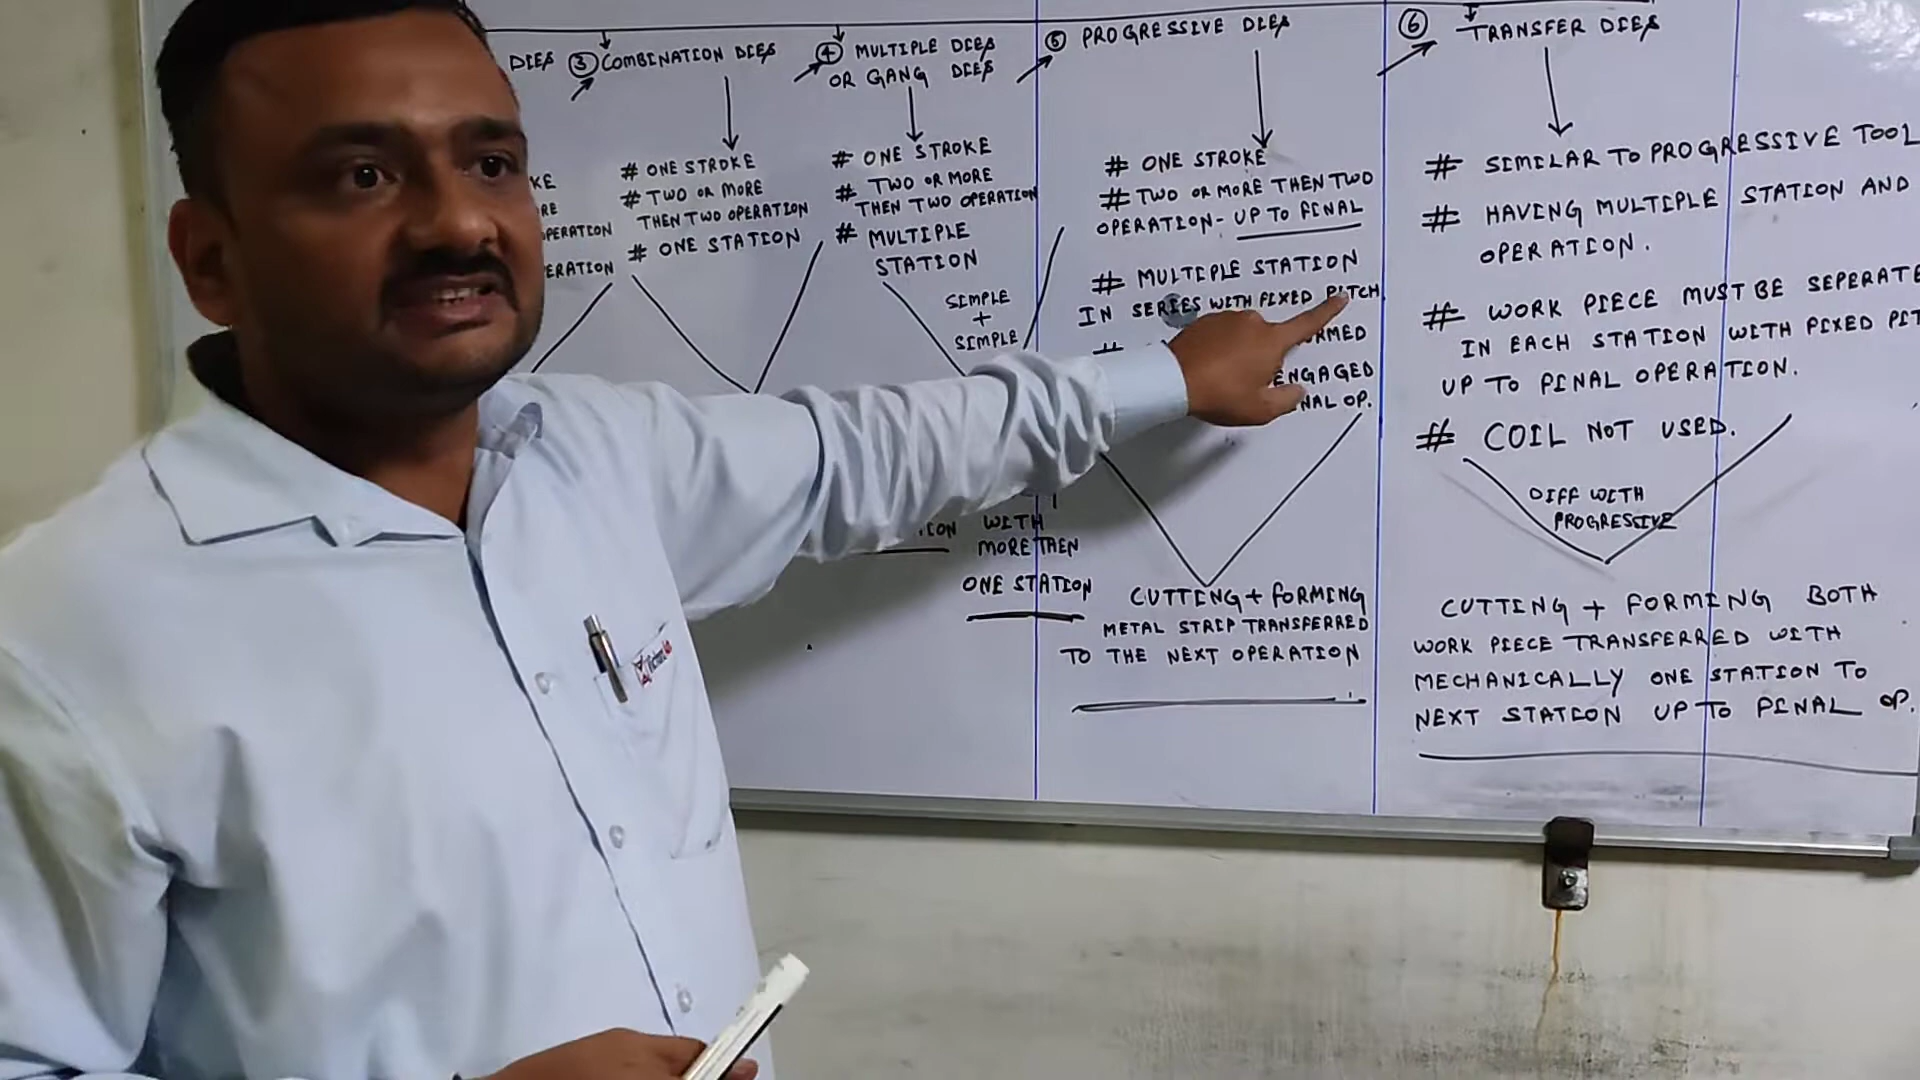 DIES
③ COMBINATION DIES
# ONE STROKE
# TWO OR MORE
THEN TWO OPERATION
# ONE STATION
④ MULTIPLE DIES
OR GANG DIES
# ONE STROKE
# TWO OR MORE
THEN TWO OPERATION
# MULTIPLE
STATION
SIMPLE
+
SIMPLE
WITH
MORE THEN
ONE STATION
⑤ PROGRESSIVE DIES
# ONE STROKE
# TWO OR MORE THEN TWO
OPERATION - UP TO FINAL
# MULTIPLE STATION
IN SERIES WITH FIXED PITCH
#
ENGAGED
OP.
CUTTING + FORMING
METAL STRIP TRANSFERRED
TO THE NEXT OPERATION
⑥ TRANSFER DIES
# SIMILAR TO PROGRESSIVE TOOL
# HAVING MULTIPLE STATION AND
OPERATION.
# WORK PIECE MUST BE SEPERATE
IN EACH STATION WITH FIXED PIT
UP TO FINAL OPERATION.
# COIL NOT USED.
DIFF WITH
PROGRESSIVE
CUTTING + FORMING BOTH
WORK PIECE TRANSFERRED WITH
MECHANICALLY ONE STATION TO
NEXT STATION UP TO FINAL OP.